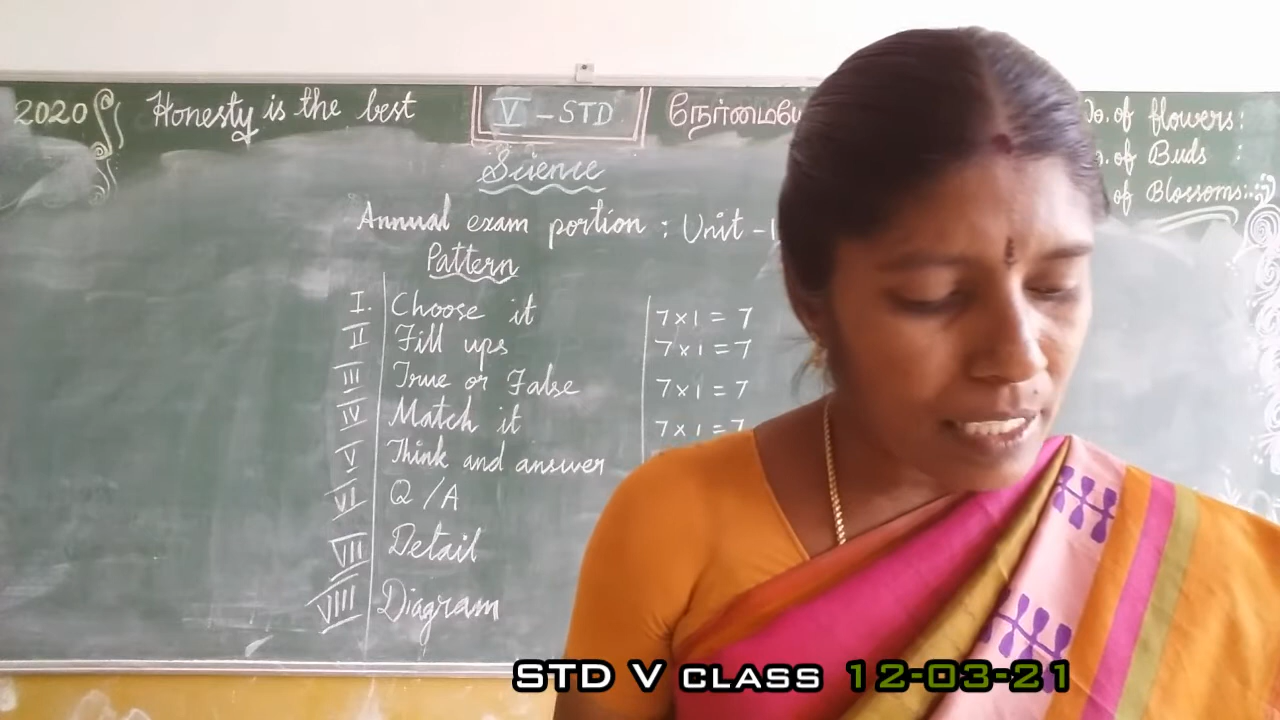 2020 Honesty is the best V - STD நேர்மையே
No. of flowers:
of Buds :
of Blossoms:
Science
Annual exam portion : Unit - 1
Pattern
I. Choose it 7 x 1 = 7
II Fill ups 7 x 1 = 7
III True or False 7 x 1 = 7
IV Match it 7 x 1 = 7
V Think and answer
VI Q / A
VII Detail
VIII Diagram
STD V CLASS 12-03-21